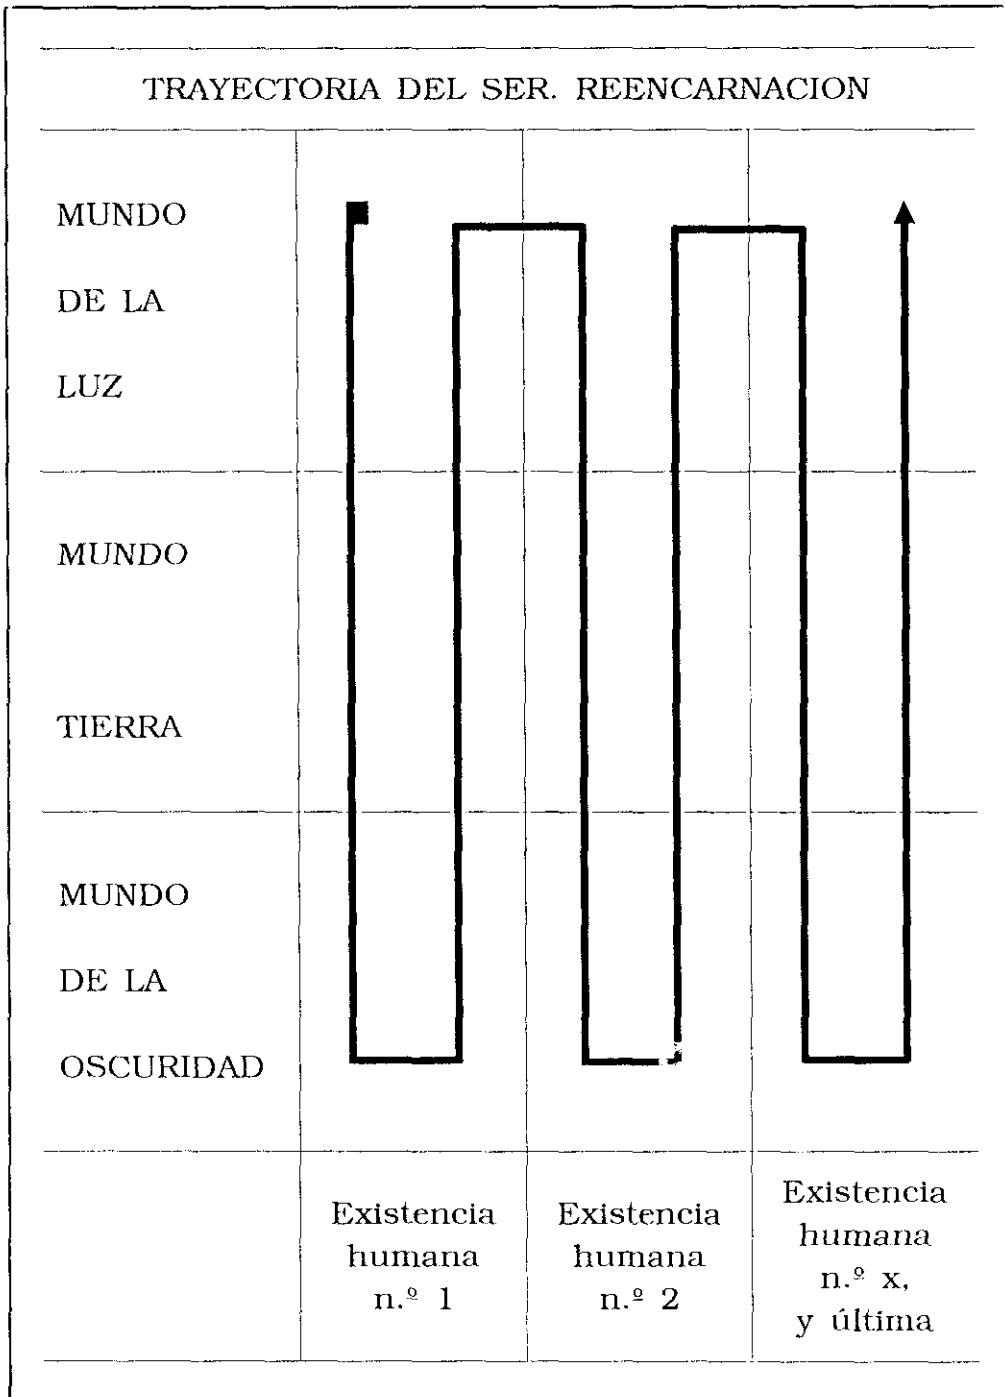 TRAYECTORIA DEL SER. REENCARNACION
MUNDO
DE LA
LUZ
MUNDO
TIERRA
MUNDO
DE LA
OSCURIDAD
Existencia
humana
n.º 1
Existencia
humana
n.º 2
Existencia
humana
n.º x,
y última